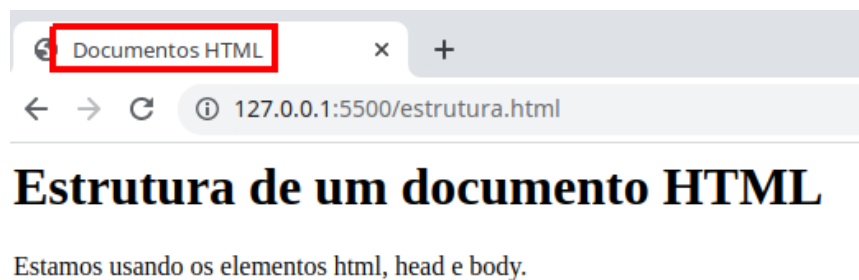 Documentos HTML
127.0.0.1:5500/estrutura.html
Estrutura de um documento HTML
Estamos usando os elementos html, head e body.